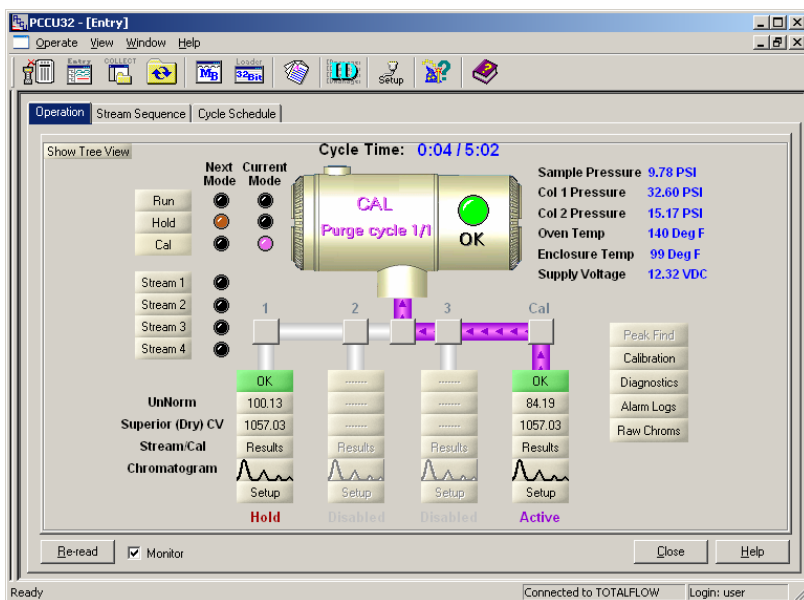 PCCU32 - [Entry]
Operate View Window Help
Entry COLLECT MB Loader 32Bit ED Setup
Operation Stream Sequence Cycle Schedule
Show Tree View
Cycle Time: 0:04 / 5:02
Next Mode Current Mode
Run
Hold
Cal
Stream 1
Stream 2
Stream 3
Stream 4
CAL
Purge cycle 1/1
OK
Sample Pressure 9.78 PSI
Col 1 Pressure 32.60 PSI
Col 2 Pressure 15.17 PSI
Oven Temp 140 Deg F
Enclosure Temp 99 Deg F
Supply Voltage 12.32 VDC
1 2 3 Cal
Peak Find
Calibration
Diagnostics
Alarm Logs
Raw Chroms
OK ------- ------- OK
UnNorm 100.13 ------- ------- 84.19
Superior (Dry) CV 1057.03 ------- ------- 1057.03
Stream/Cal Results Results Results Results
Chromatogram
Setup Setup Setup Setup
Hold Disabled Disabled Active
Re-read Monitor Close Help
Ready Connected to TOTALFLOW Login: user